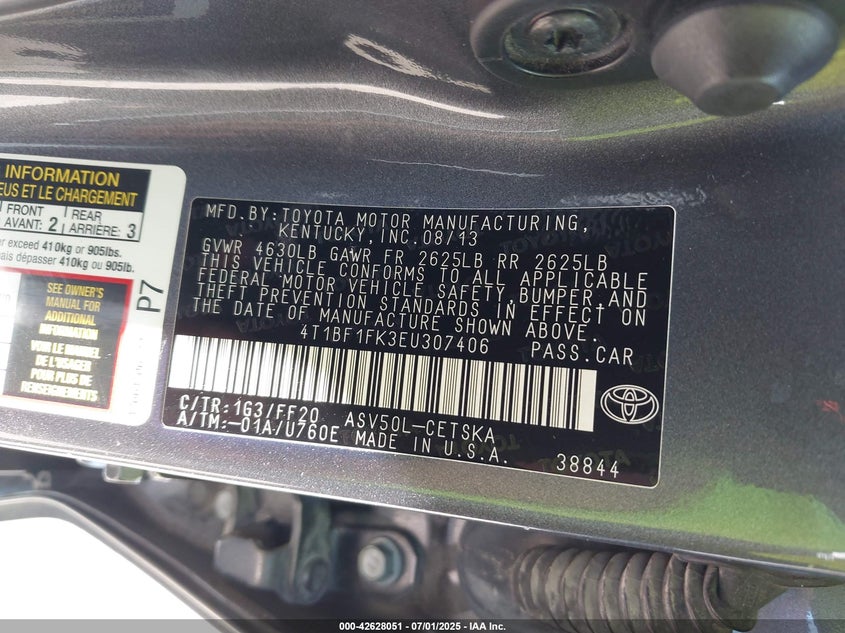 INFORMATION
EUS ET LE CHARGEMENT
FRONT
AVANT: 2
REAR
ARRIÈRE: 3
exceed 410kg or 905lbs.
dépasser 410kg ou 905lb.
SEE OWNER'S
MANUAL FOR
ADDITIONAL
INFORMATION
VOIR LE MANUEL
DE L'USAGER
POUR PLUS DE
RENSEIGNEMENTS
P7
MFD.BY:TOYOTA MOTOR MANUFACTURING,
KENTUCKY, INC. 08/13
GVWR 4630LB GAWR FR 2625LB RR 2625LB
THIS VEHICLE CONFORMS TO ALL APPLICABLE
FEDERAL MOTOR VEHICLE SAFETY, BUMPER, AND
THEFT PREVENTION STANDARDS IN EFFECT ON
THE DATE OF MANUFACTURE SHOWN ABOVE.
4T1BF1FK3EU307406 PASS.CAR
C/TR:1G3/FF20 ASV50L-CETSKA
A/TM:-01A/U760E MADE IN U.S.A.
38844
000-42628051 - 07/01/2025 - IAA Inc.